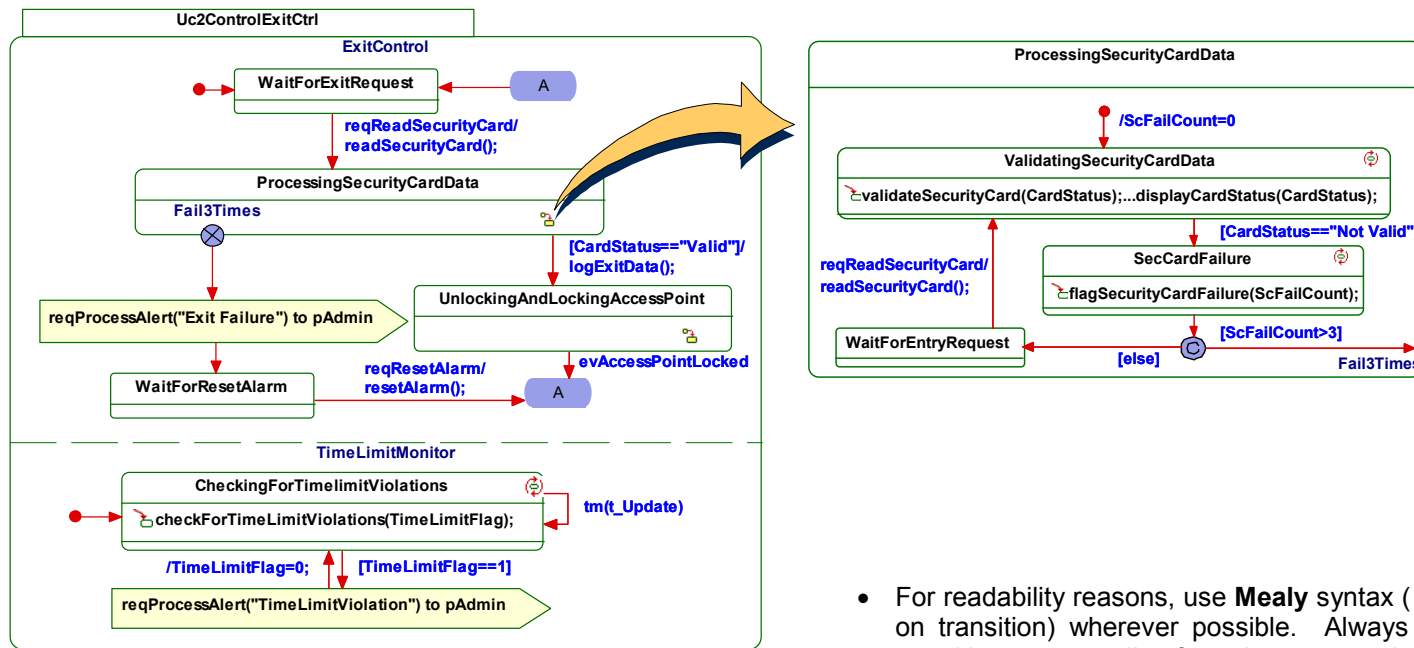 Uc2ControlExitCtrl
ExitControl
WaitForExitRequest
A
reqReadSecurityCard/
readSecurityCard();
ProcessingSecurityCardData
Fail3Times
[CardStatus=="Valid"]/
logExitData();
UnlockingAndLockingAccessPoint
reqProcessAlert("Exit Failure") to pAdmin
evAccessPointLocked
WaitForResetAlarm
reqResetAlarm/
resetAlarm();
A
TimeLimitMonitor
CheckingForTimelimitViolations
checkForTimeLimitViolations(TimeLimitFlag);
tm(t_Update)
/TimeLimitFlag=0;
[TimeLimitFlag==1]
reqProcessAlert("TimeLimitViolation") to pAdmin
ProcessingSecurityCardData
/ScFailCount=0
ValidatingSecurityCardData
validateSecurityCard(CardStatus);...displayCardStatus(CardStatus);
[CardStatus=="Not Valid"
reqReadSecurityCard/
readSecurityCard();
SecCardFailure
flagSecurityCardFailure(ScFailCount);
WaitForEntryRequest
[ScFailCount>3]
C
[else]
Fail3Times
• For readability reasons, use Mealy syntax (
on transition) wherever possible. Always